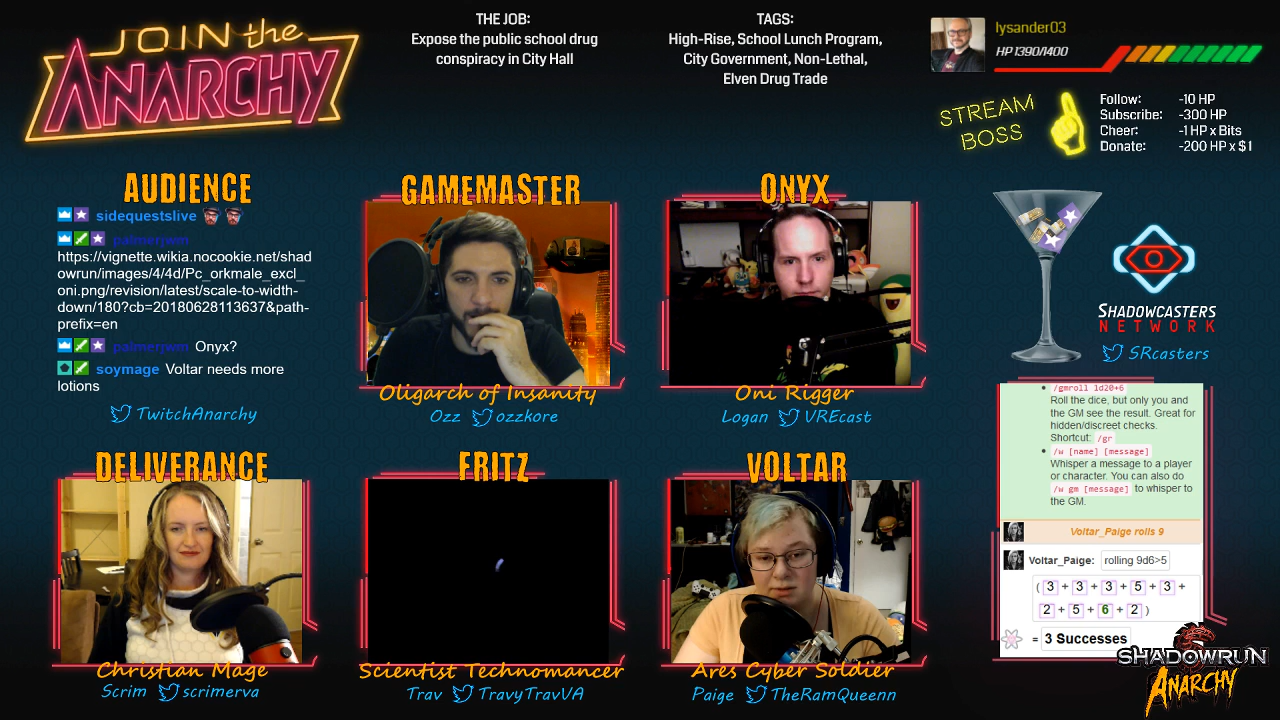 JOIN the
ANARCHY
THE JOB:
Expose the public school drug
conspiracy in City Hall
TAGS:
High-Rise, School Lunch Program,
City Government, Non-Lethal,
Elven Drug Trade
lysander03
HP 1390/1400
STREAM
BOSS
Follow: -10 HP
Subscribe: -300 HP
Cheer: -1 HP x Bits
Donate: -200 HP x $1
AUDIENCE
sidequestslive
palmerjwm
https://vignette.wikia.nocookie.net/shad
owrun/images/4/4d/Pc_orkmale_excl_
oni.png/revision/latest/scale-to-width-
down/180?cb=20180628113637&path-
prefix=en
palmerjwm Onyx?
soymage Voltar needs more
lotions
TwitchAnarchy
GAMEMASTER
Oligarch of Insanity
Ozz ozzkore
ONYX
Oni Rigger
Logan VREcast
SHADOWCASTERS
NETWORK
SRcasters
DELIVERANCE
Christian Mage
Scrim scrimerva
FRITZ
Scientist Technomancer
Trav TravyTravVA
VOLTAR
Ares Cyber Soldier
Paige TheRamQueenn
/gmroll 1d20+6
Roll the dice, but only you and
the GM see the result. Great for
hidden/discreet checks.
Shortcut: /gr
/w [name] [message]
Whisper a message to a player
or character. You can also do
/w gm [message] to whisper to
the GM.
Voltar_Paige rolls 9
Voltar_Paige: rolling 9d6>5
( 3 + 3 + 3 + 5 + 3 +
2 + 5 + 6 + 2 )
= 3 Successes
SHADOWRUN
ANARCHY